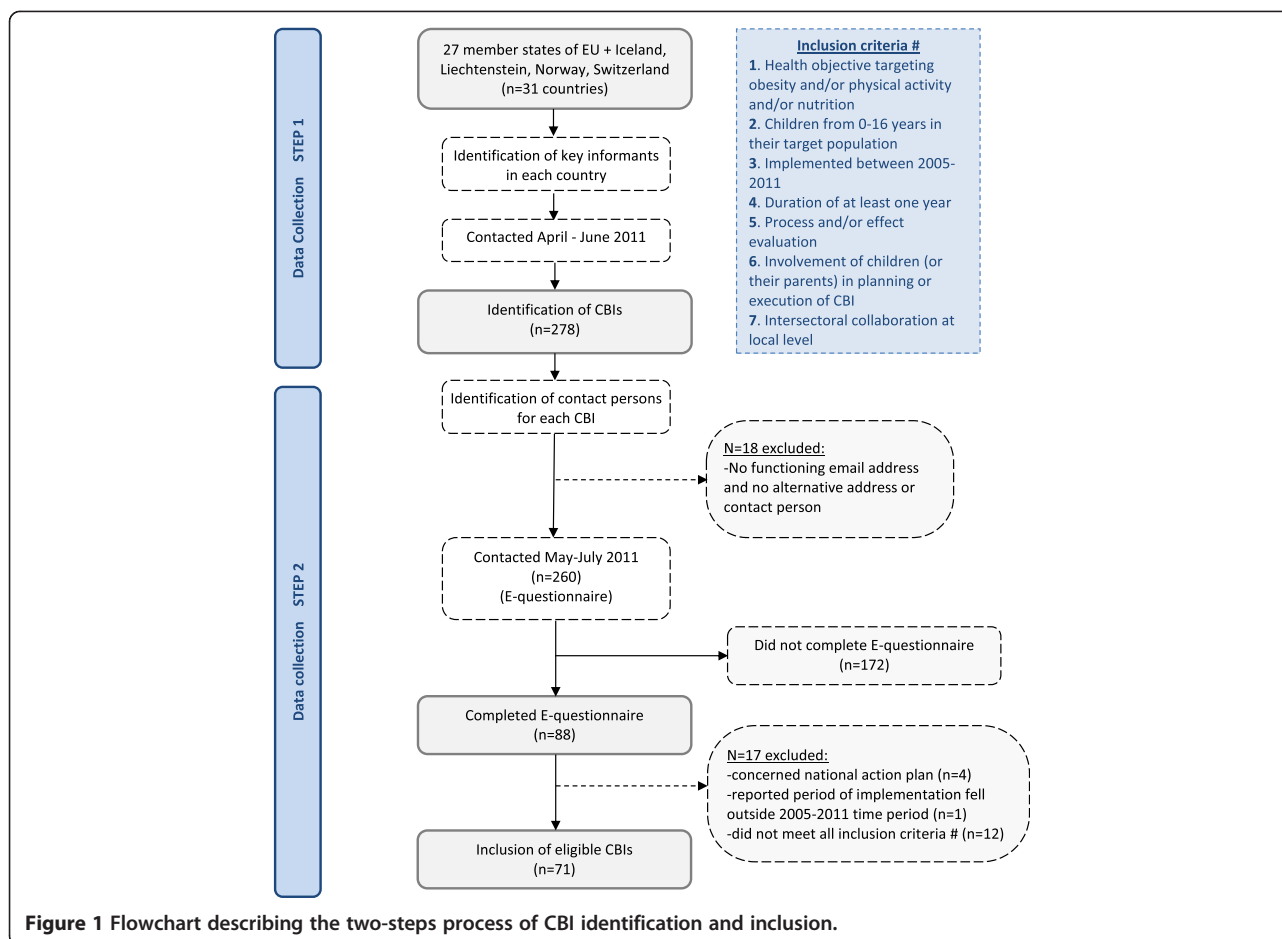 Data Collection   STEP 1
27 member states of EU + Iceland,
Liechtenstein, Norway, Switzerland
(n=31 countries)
Identification of key informants
in each country
Contacted April - June 2011
Identification of CBIs
(n=278)
Inclusion criteria #
1. Health objective targeting
obesity and/or physical activity
and/or nutrition
2. Children from 0-16 years in
their target population
3. Implemented between 2005-
2011
4. Duration of at least one year
5. Process and/or effect
evaluation
6. Involvement of children (or
their parents) in planning or
execution of CBI
7. Intersectoral collaboration at
local level
Data collection   STEP 2
Identification of contact persons
for each CBI
N=18 excluded:
-No functioning email address
and no alternative address or
contact person
Contacted May-July 2011
(n=260)
(E-questionnaire)
Did not complete E-questionnaire
(n=172)
Completed E-questionnaire
(n=88)
N=17 excluded:
-concerned national action plan (n=4)
-reported period of implementation fell
outside 2005-2011 time period (n=1)
-did not meet all inclusion criteria # (n=12)
Inclusion of eligible CBIs
(n=71)
Figure 1 Flowchart describing the two-steps process of CBI identification and inclusion.